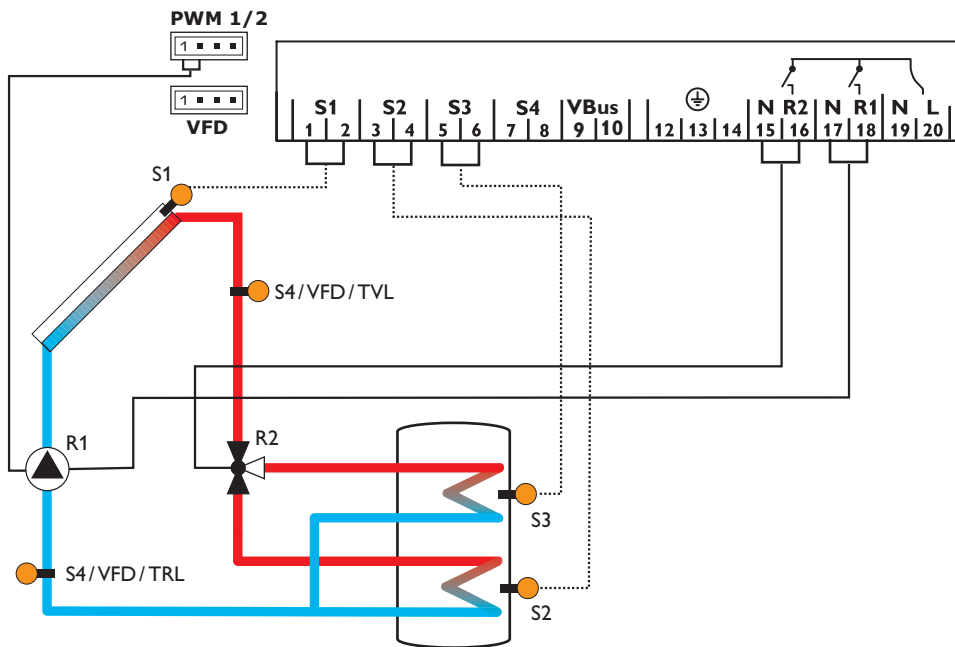 PWM 1/2
1
1
VFD
S1 S2 S3 S4 VBus N R2 N R1 N L
1 2 3 4 5 6 7 8 9 10 12 13 14 15 16 17 18 19 20
S1
S4/VFD/TVL
R1
R2
S3
S4/VFD/TRL
S2